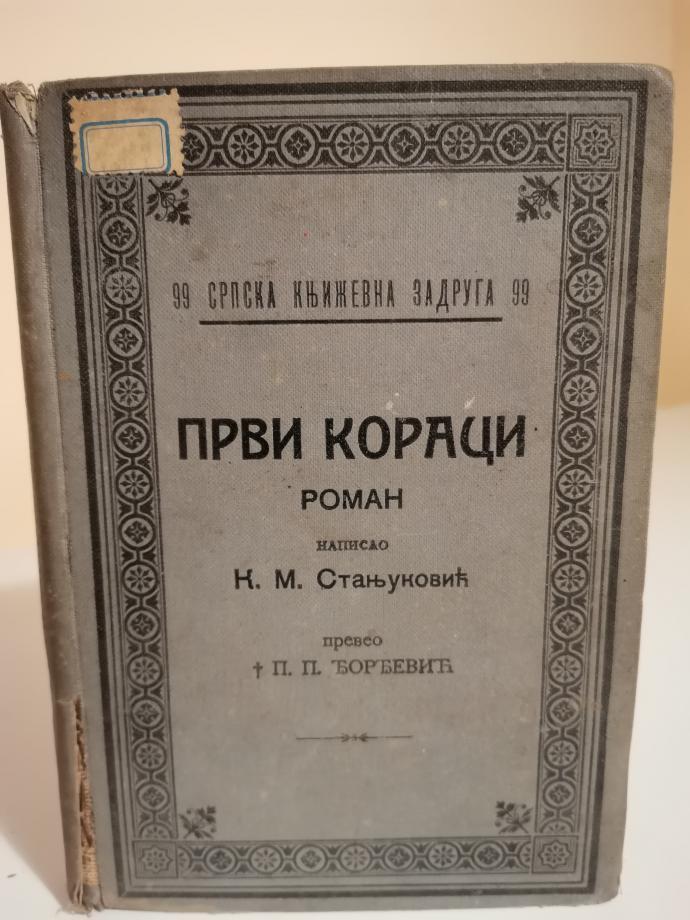 99 СРПСКА КЊИЖЕВНА ЗАДРУГА 99
ПРВИ КОРАЦИ
РОМАН
НАПИСАО
К. М. Стањуковић
превео
† П. П. ЂОРЂЕВИЋ